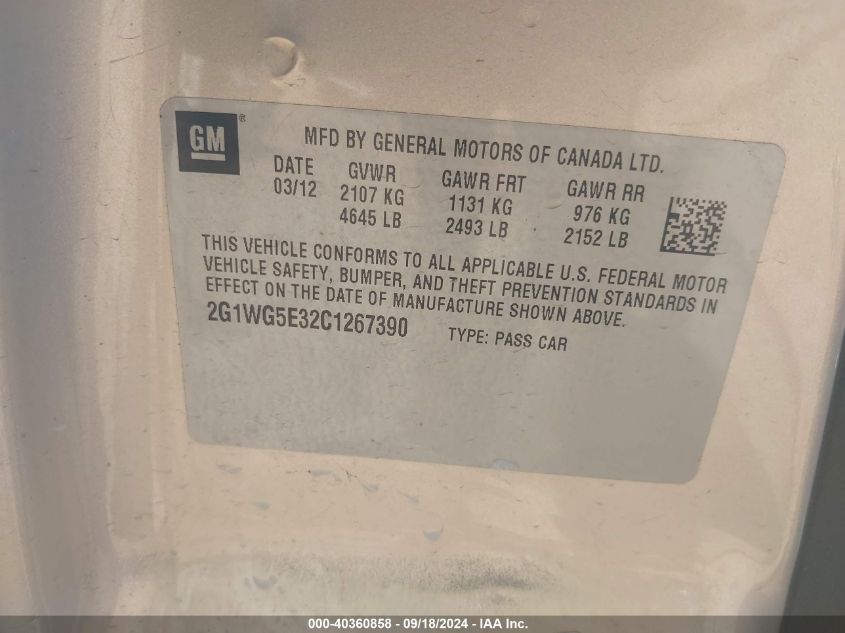 GM ®
MFD BY GENERAL MOTORS OF CANADA LTD.
DATE GVWR GAWR FRT GAWR RR
03/12 2107 KG 1131 KG 976 KG
4645 LB 2493 LB 2152 LB
THIS VEHICLE CONFORMS TO ALL APPLICABLE U.S. FEDERAL MOTOR
VEHICLE SAFETY, BUMPER, AND THEFT PREVENTION STANDARDS IN
EFFECT ON THE DATE OF MANUFACTURE SHOWN ABOVE.
2G1WG5E32C1267390 TYPE: PASS CAR
000-40360858 - 09/18/2024 - IAA Inc.